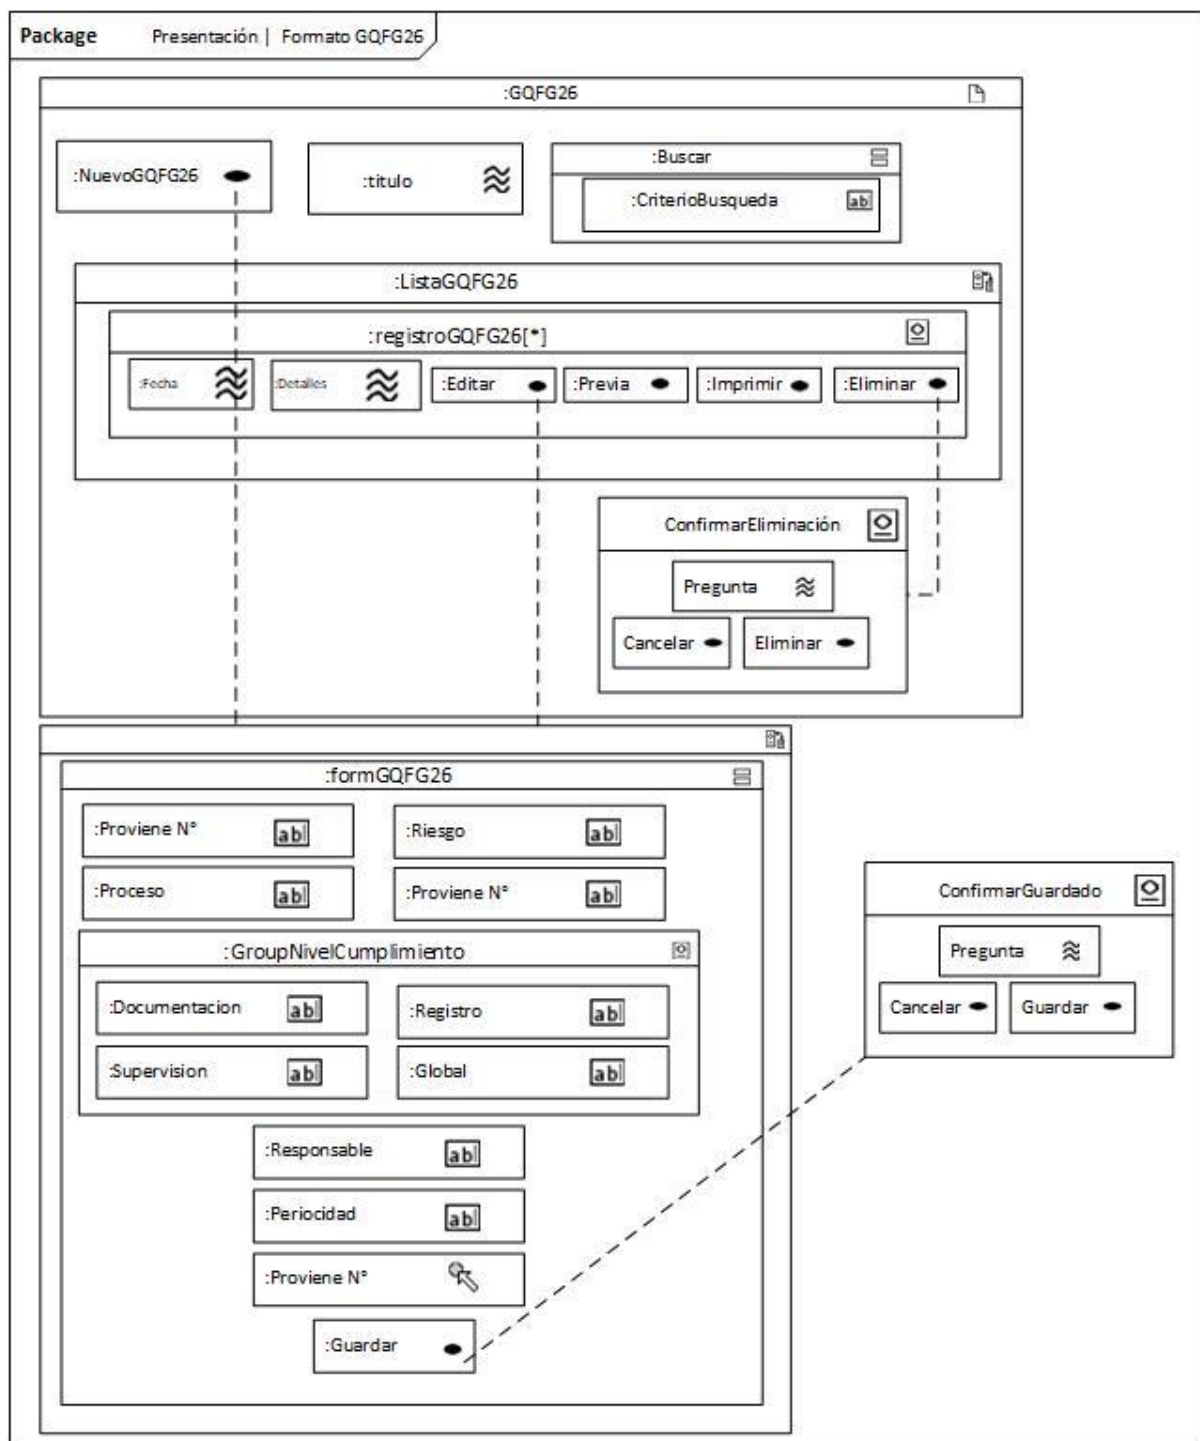 Package Presentación | Formato GQFG26
:GQFG26
:NuevoGQFG26
:titulo
:Buscar
:CriterioBusqueda
ab
:ListaGQFG26
:registroGQFG26[*]
:Fecha
:Detalles
:Editar
:Previa
:Imprimir
:Eliminar
ConfirmarEliminación
Pregunta
Cancelar
Eliminar
:formGQFG26
:Proviene N°
ab
:Riesgo
ab
:Proceso
ab
:Proviene N°
ab
:GroupNivelCumplimiento
:Documentacion
ab
:Registro
ab
:Supervision
ab
:Global
ab
:Responsable
ab
:Periocidad
ab
:Proviene N°
:Guardar
ConfirmarGuardado
Pregunta
Cancelar
Guardar